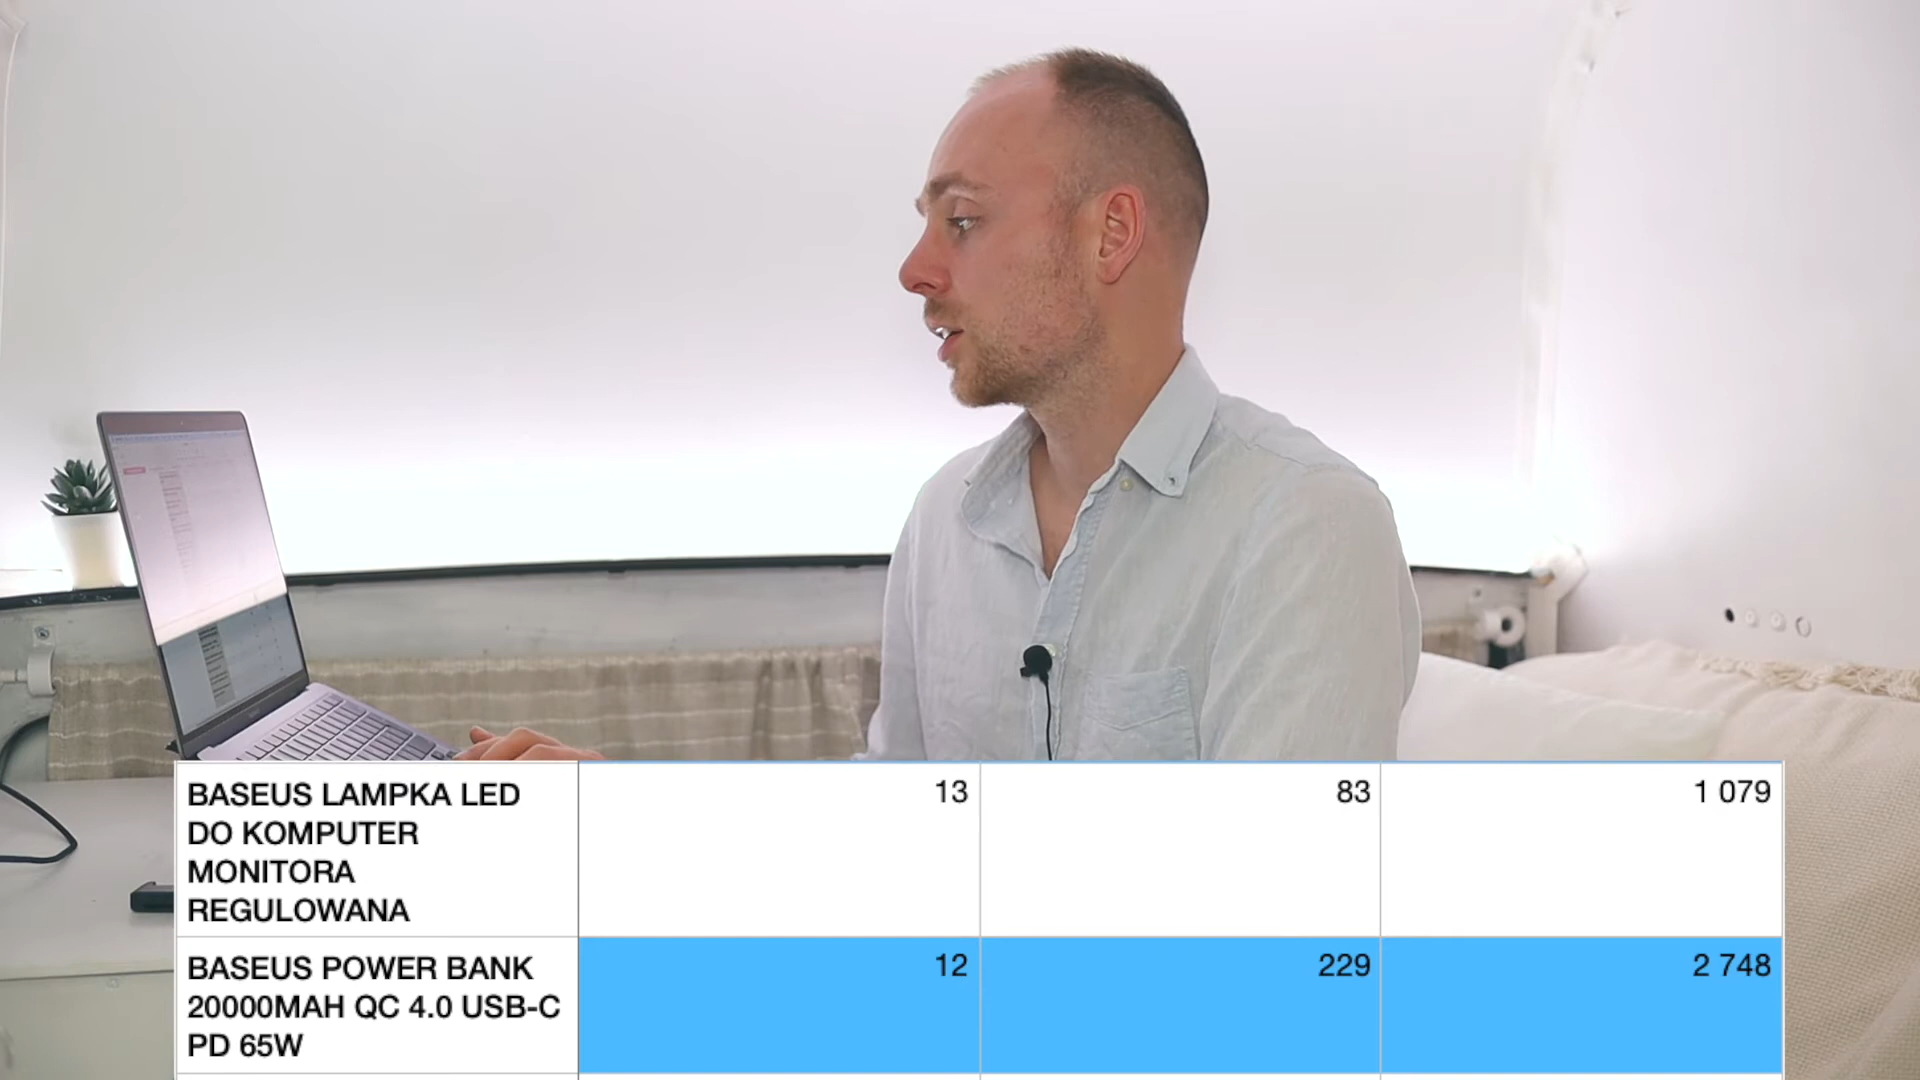 BASEUS LAMPKA LED 13 83 1 079
DO KOMPUTER
MONITORA
REGULOWANA
BASEUS POWER BANK 12 229 2 748
20000MAH QC 4.0 USB-C
PD 65W